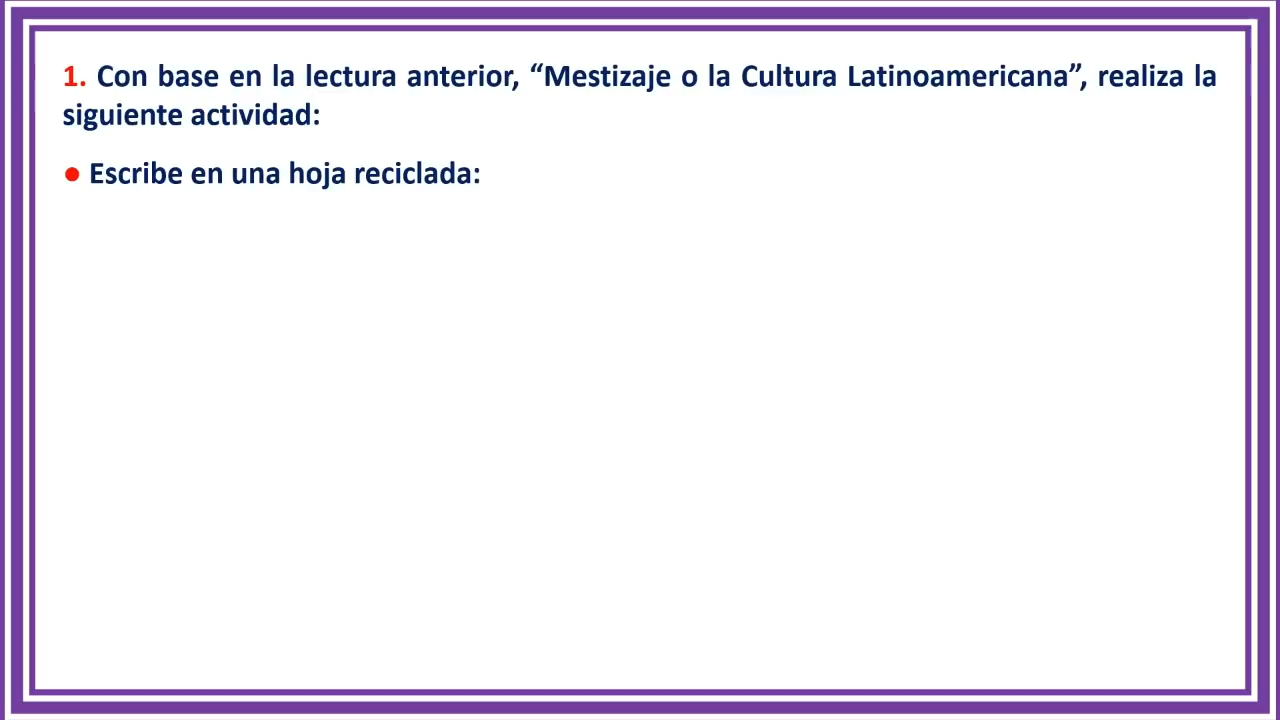 1. Con base en la lectura anterior, “Mestizaje o la Cultura Latinoamericana”, realiza la
siguiente actividad:
● Escribe en una hoja reciclada: